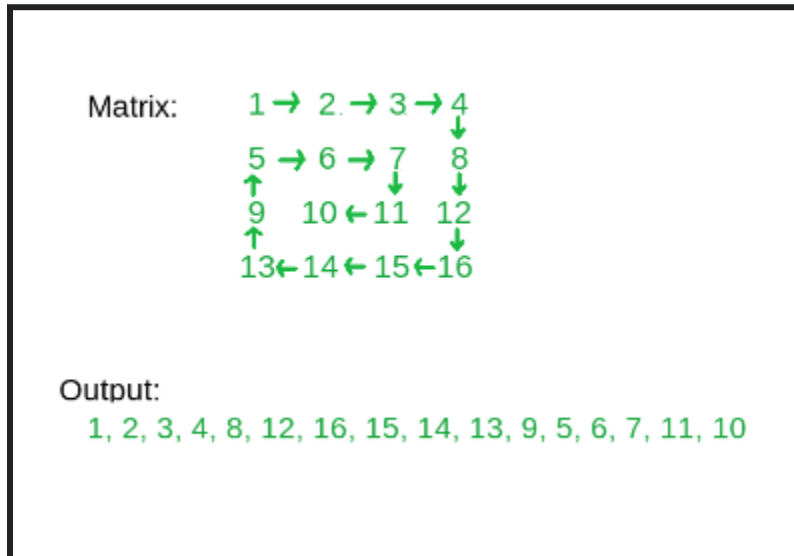 Matrix: 1 → 2 → 3 → 4
5 → 6 → 7 8
9 10 ← 11 12
13 ← 14 ← 15 ← 16
Output:
1, 2, 3, 4, 8, 12, 16, 15, 14, 13, 9, 5, 6, 7, 11, 10